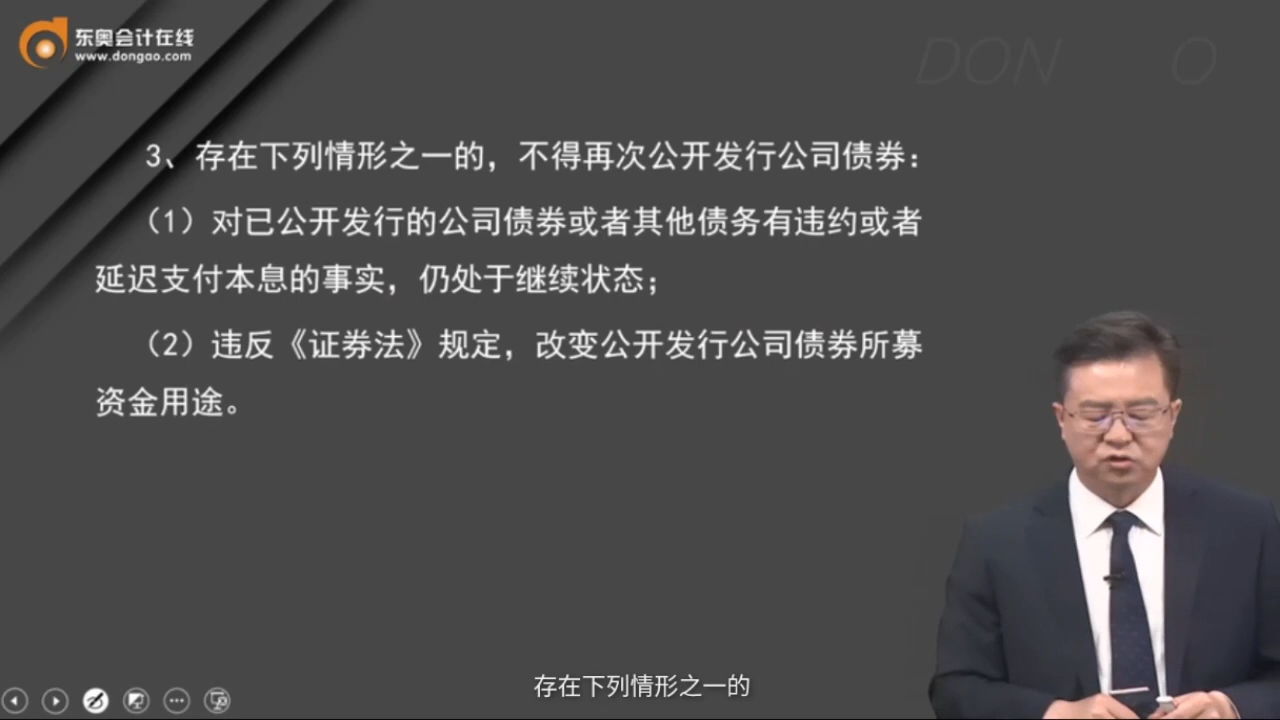 东奥会计在线
www.dongao.com
DON O
3、存在下列情形之一的，不得再次公开发行公司债券：
（1）对已公开发行的公司债券或者其他债务有违约或者
延迟支付本息的事实，仍处于继续状态；
（2）违反《证券法》规定，改变公开发行公司债券所募
资金用途。
存在下列情形之一的